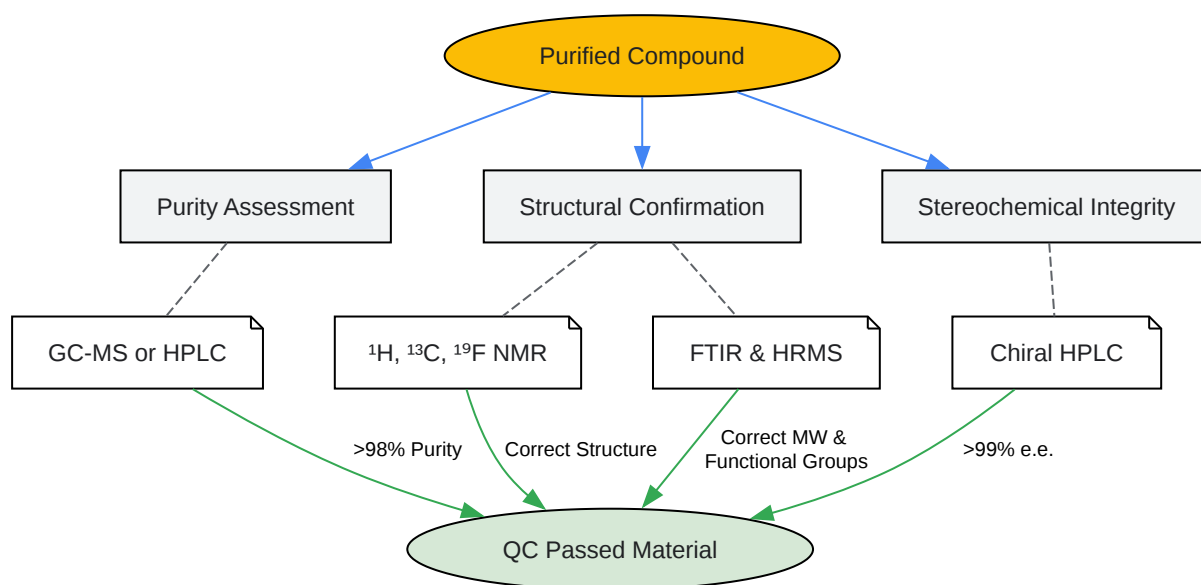 Purified Compound
Purity Assessment
Structural Confirmation
Stereochemical Integrity
GC-MS or HPLC
¹H, ¹³C, ¹⁹F NMR
FTIR & HRMS
Chiral HPLC
>98% Purity
Correct Structure
Correct MW &
Functional Groups
>99% e.e.
QC Passed Material